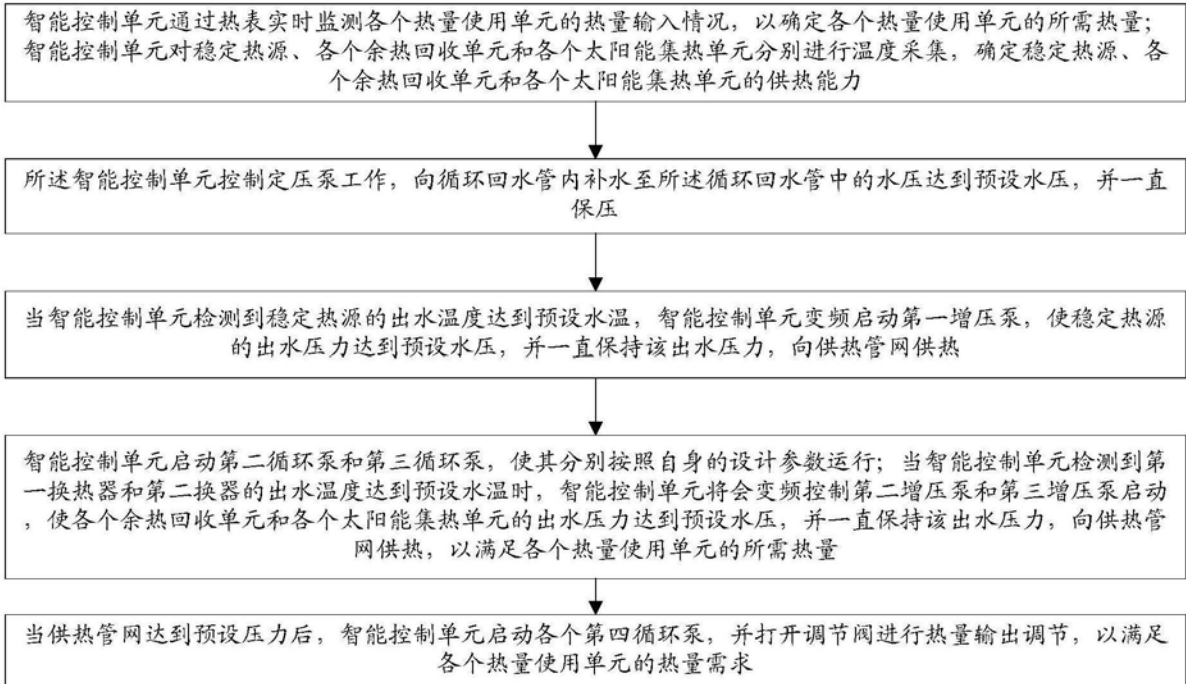 智能控制单元通过热表实时监测各个热量使用单元的热量输入情况，以确定各个热量使用单元的所需热量；
智能控制单元对稳定热源、各个余热回收单元和各个太阳能集热单元分别进行温度采集，确定稳定热源、各
个余热回收单元和各个太阳能集热单元的供热能力
所述智能控制单元控制定压泵工作，向循环回水管内补水至所述循环回水管中的水压达到预设水压，并一直
保压
当智能控制单元检测到稳定热源的出水温度达到预设水温，智能控制单元变频启动第一增压泵，使稳定热源
的出水压力达到预设水压，并一直保持该出水压力，向供热管网供热
智能控制单元启动第二循环泵和第三循环泵，使其分别按照自身的设计参数运行；当智能控制单元检测到第
一换热器和第二换器的出水温度达到预设水温时，智能控制单元将会变频控制第二增压泵和第三增压泵启动
，使各个余热回收单元和各个太阳能集热单元的出水压力达到预设水压，并一直保持该出水压力，向供热管
网供热，以满足各个热量使用单元的所需热量
当供热管网达到预设压力后，智能控制单元启动各个第四循环泵，并打开调节阀进行热量输出调节，以满足
各个热量使用单元的热量需求